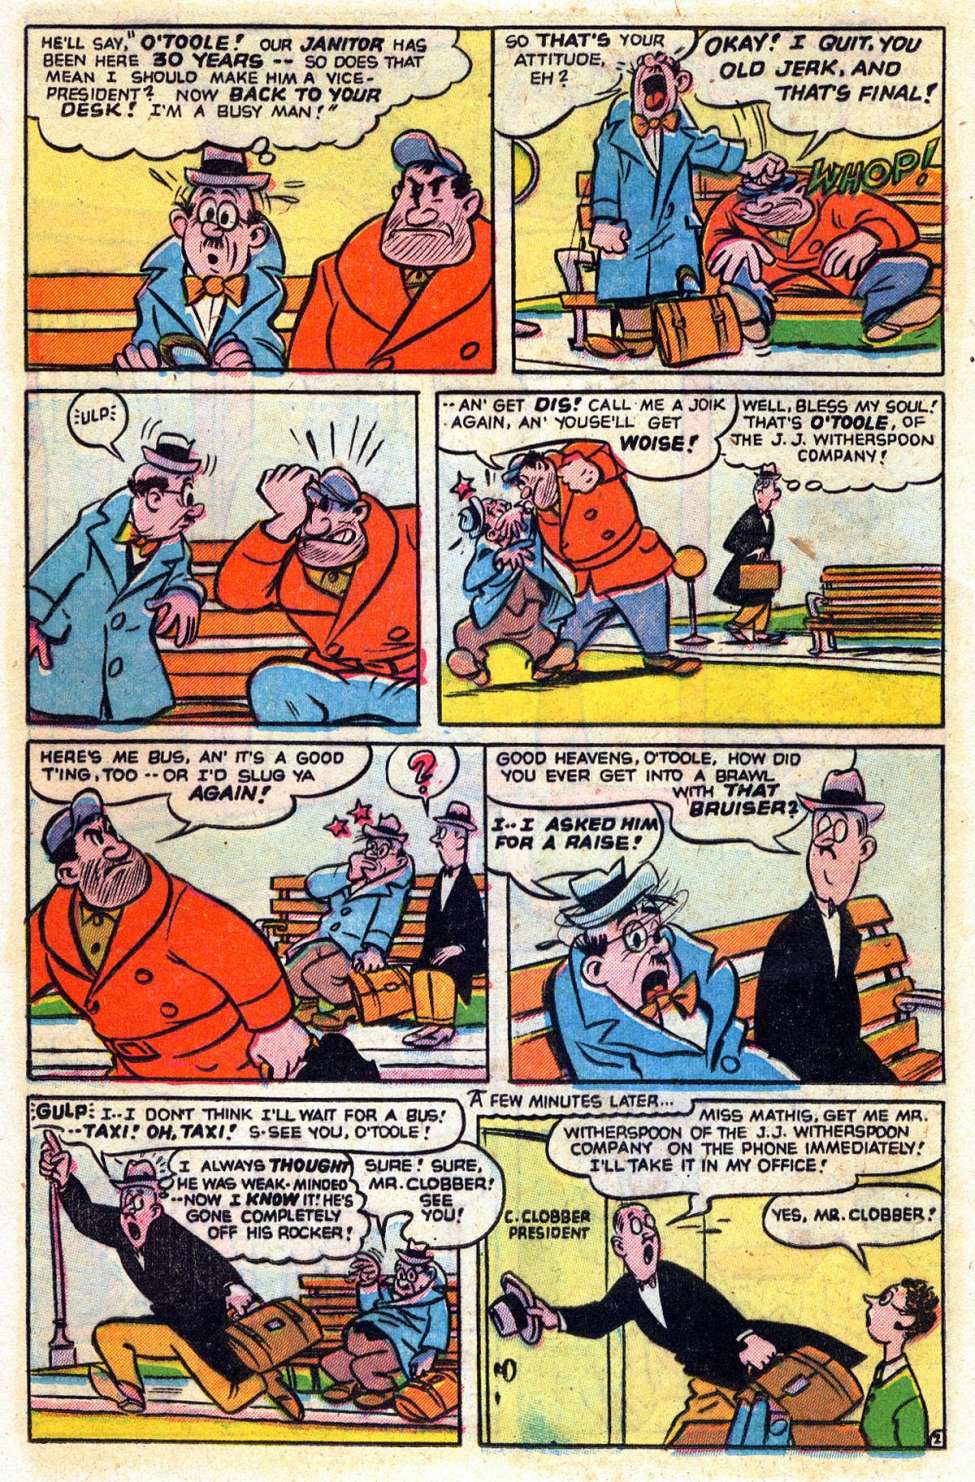 HE'LL SAY, "O'TOOLE! OUR JANITOR HAS
BEEN HERE 30 YEARS -- SO DOES THAT
MEAN I SHOULD MAKE HIM A VICE-
PRESIDENT? NOW BACK TO YOUR
DESK! I'M A BUSY MAN!"
SO THAT'S YOUR
ATTITUDE,
EH?
OKAY! I QUIT, YOU
OLD JERK, AND
THAT'S FINAL!
WHOP!
ULP
-- AN' GET DIS! CALL ME A JOIK
AGAIN, AN' YOUSE'LL GET
WOISE!
WELL, BLESS MY SOUL!
THAT'S O'TOOLE, OF
THE J.J. WITHERSPOON
COMPANY!
HERE'S ME BUS, AN' IT'S A GOOD
T'ING, TOO -- OR I'D SLUG YA
AGAIN!
?
GOOD HEAVENS, O'TOOLE, HOW DID
YOU EVER GET INTO A BRAWL
WITH THAT
BRUISER?
I-- I ASKED HIM
FOR A RAISE!
GULP I-- I DON'T THINK I'LL WAIT FOR A BUS!
--TAXI! OH, TAXI! S-SEE YOU, O'TOOLE!
I ALWAYS THOUGHT
HE WAS WEAK-MINDED
--NOW I KNOW IT! HE'S
GONE COMPLETELY
OFF HIS ROCKER!
SURE! SURE,
MR. CLOBBER!
SEE
YOU!
A FEW MINUTES LATER...
MISS MATHIS, GET ME MR.
WITHERSPOON OF THE J.J. WITHERSPOON
COMPANY ON THE PHONE IMMEDIATELY!
I'LL TAKE IT IN MY OFFICE!
C. CLOBBER
PRESIDENT
YES, MR. CLOBBER!
2